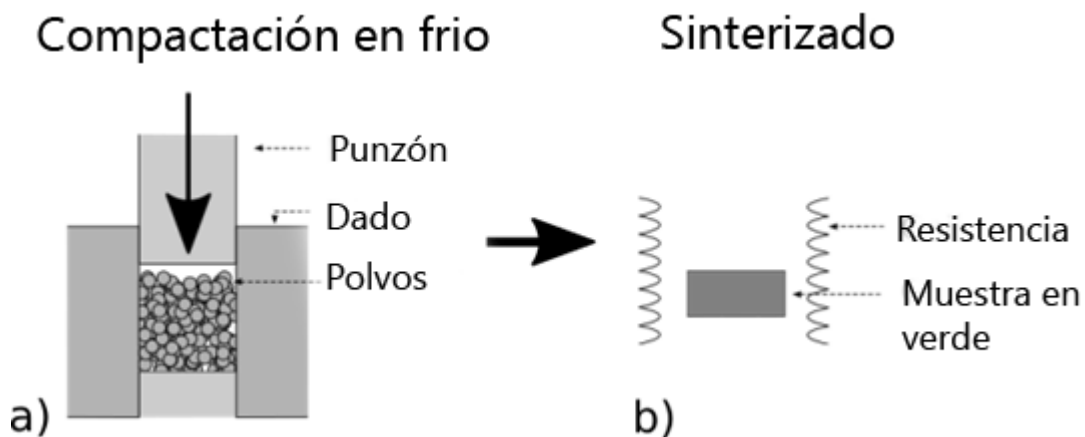 Compactación en frio
Sinterizado
Punzón
Dado
Polvos
Resistencia
Muestra en
verde
a)
b)